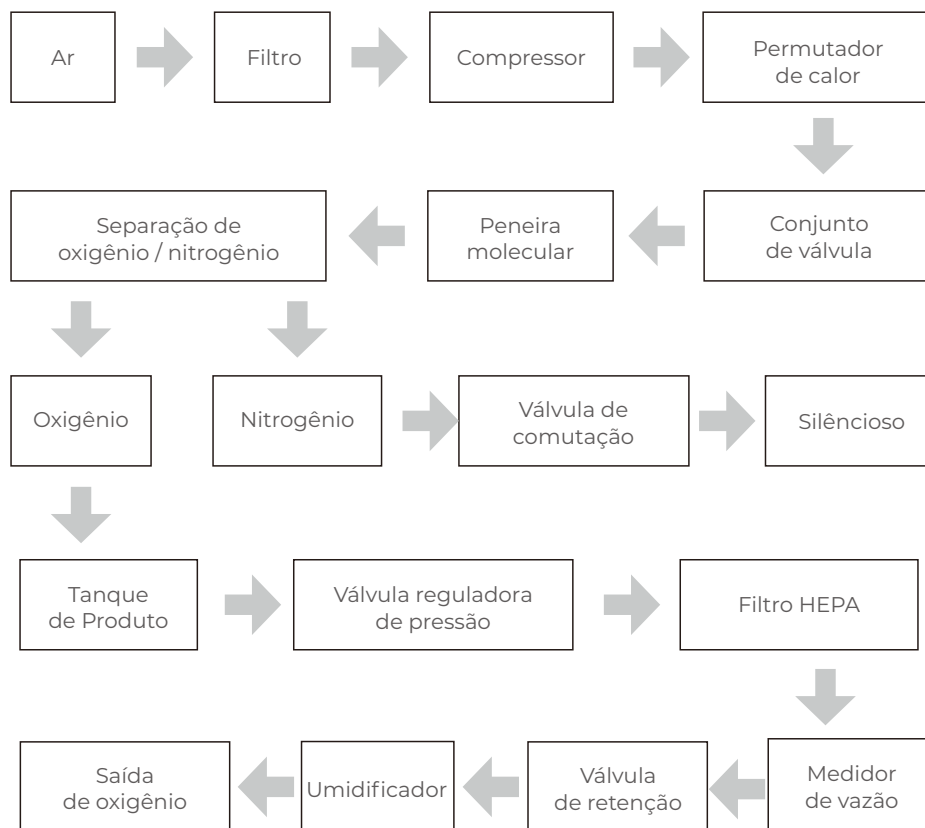 Ar
Filtro
Compressor
Permutador
de calor
Conjunto
de válvula
Peneira
molecular
Separação de
oxigênio / nitrogênio
Oxigênio
Nitrogênio
Válvula de
comutação
Silêncioso
Tanque
de Produto
Válvula reguladora
de pressão
Filtro HEPA
Medidor
de vazão
Válvula
de retenção
Umidificador
Saída
de oxigênio